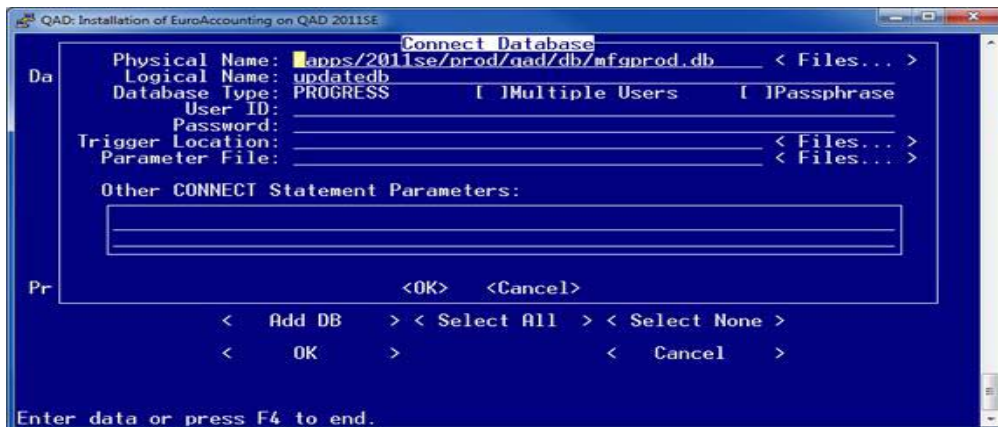 QAD: Installation of EuroAccounting on QAD 2011SE
Connect Database
Physical Name: apps/2011se/prod/qad/db/mfgprod.db < Files... >
Da Logical Name: updatedb
Database Type: PROGRESS [ ]Multiple Users [ ]Passphrase
User ID:
Password:
Trigger Location: < Files... >
Parameter File: < Files... >
Other CONNECT Statement Parameters:
Pr <OK> <Cancel>
< Add DB > < Select All > < Select None >
< OK > < Cancel >
Enter data or press F4 to end.